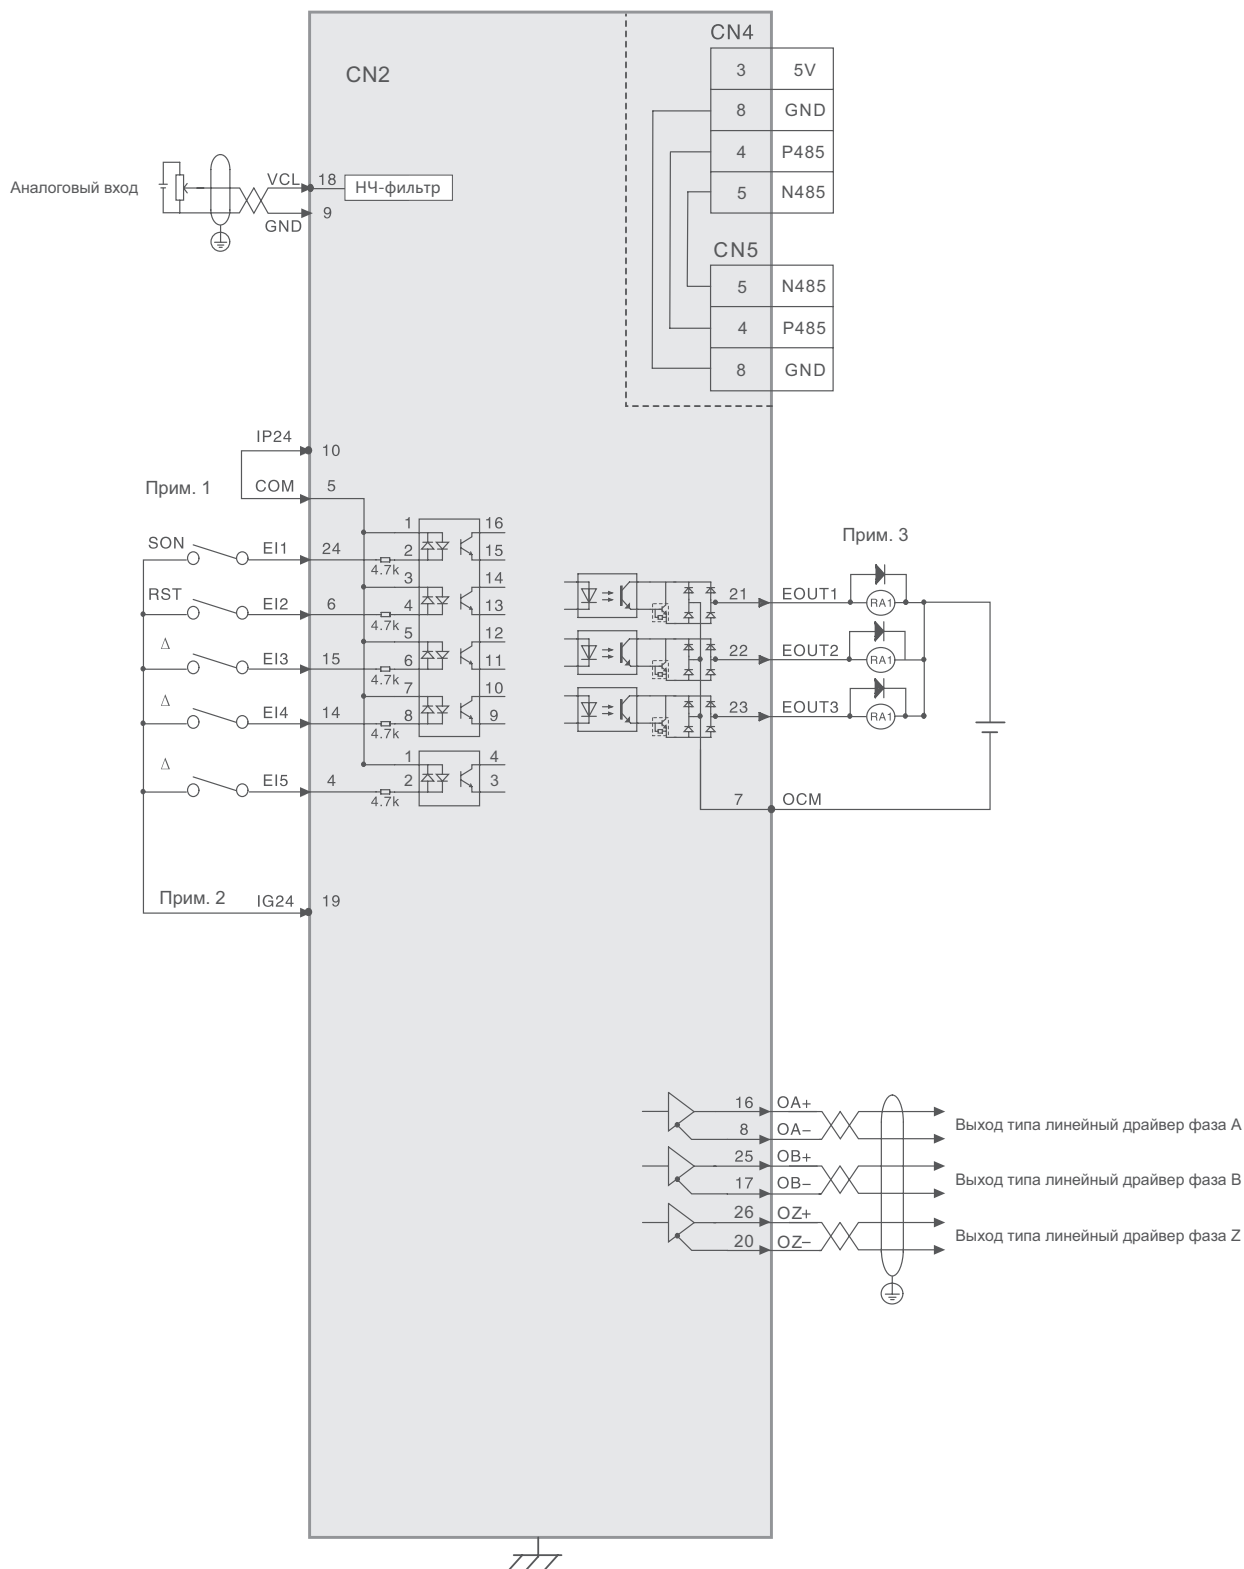 CN4
CN2
3 5V
8 GND
4 P485
5 N485
Аналоговый вход
VCL 18 НЧ-фильтр
GND 9
CN5
5 N485
4 P485
8 GND
IP24 10
Прим. 1
COM 5
SON EI1 24 4.7k 1 2 16 15
RST EI2 6 4.7k 3 4 14 13
Δ EI3 15 4.7k 5 6 12 11
Δ EI4 14 4.7k 7 8 10 9
Δ EI5 4 4.7k 1 2 4 3
Прим. 3
21 EOUT1 RA1
22 EOUT2 RA1
23 EOUT3 RA1
7 OCM
Прим. 2 IG24 19
16 OA+
8 OA−
Выход типа линейный драйвер фаза A
25 OB+
17 OB−
Выход типа линейный драйвер фаза B
26 OZ+
20 OZ−
Выход типа линейный драйвер фаза Z